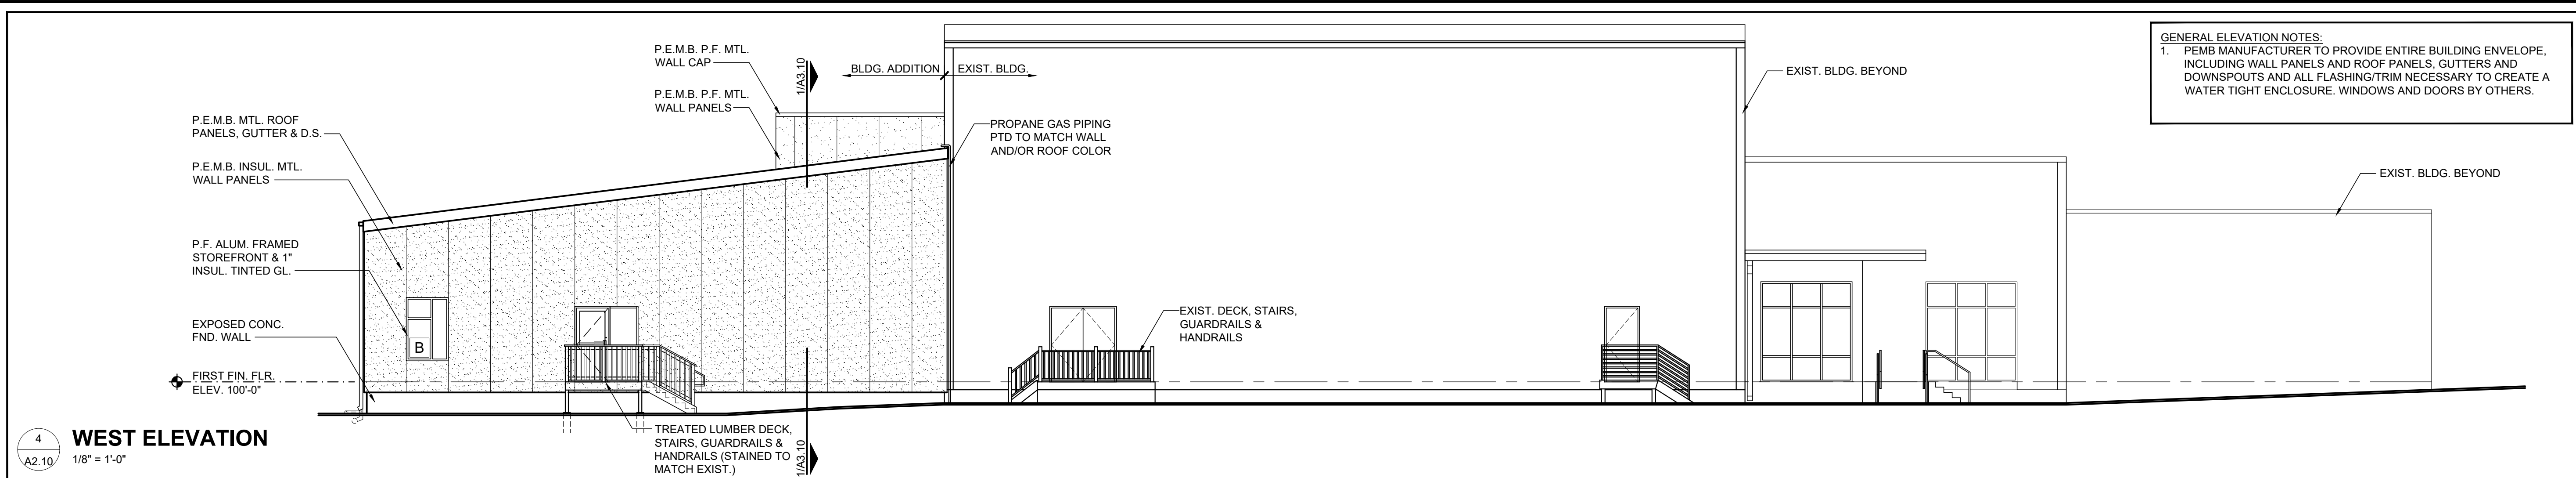 P.E.M.B. P.F. MTL.
WALL CAP
1/A3.10
BLDG. ADDITION
EXIST. BLDG.
P.E.M.B. P.F. MTL.
WALL PANELS
P.E.M.B. MTL. ROOF
PANELS, GUTTER & D.S.
P.E.M.B. INSUL. MTL.
WALL PANELS
P.F. ALUM. FRAMED
STOREFRONT & 1"
INSUL. TINTED GL.
EXPOSED CONC.
FND. WALL
FIRST FIN. FLR.
ELEV. 100'-0"
B
PROPANE GAS PIPING
PTD TO MATCH WALL
AND/OR ROOF COLOR
EXIST. DECK, STAIRS,
GUARDRAILS &
HANDRAILS
TREATED LUMBER DECK,
STAIRS, GUARDRAILS &
HANDRAILS (STAINED TO
MATCH EXIST.)
1/A3.10
EXIST. BLDG. BEYOND
EXIST. BLDG. BEYOND
GENERAL ELEVATION NOTES:
1. PEMB MANUFACTURER TO PROVIDE ENTIRE BUILDING ENVELOPE,
INCLUDING WALL PANELS AND ROOF PANELS, GUTTERS AND
DOWNSPOUTS AND ALL FLASHING/TRIM NECESSARY TO CREATE A
WATER TIGHT ENCLOSURE. WINDOWS AND DOORS BY OTHERS.
4
A2.10
WEST ELEVATION
1/8" = 1'-0"